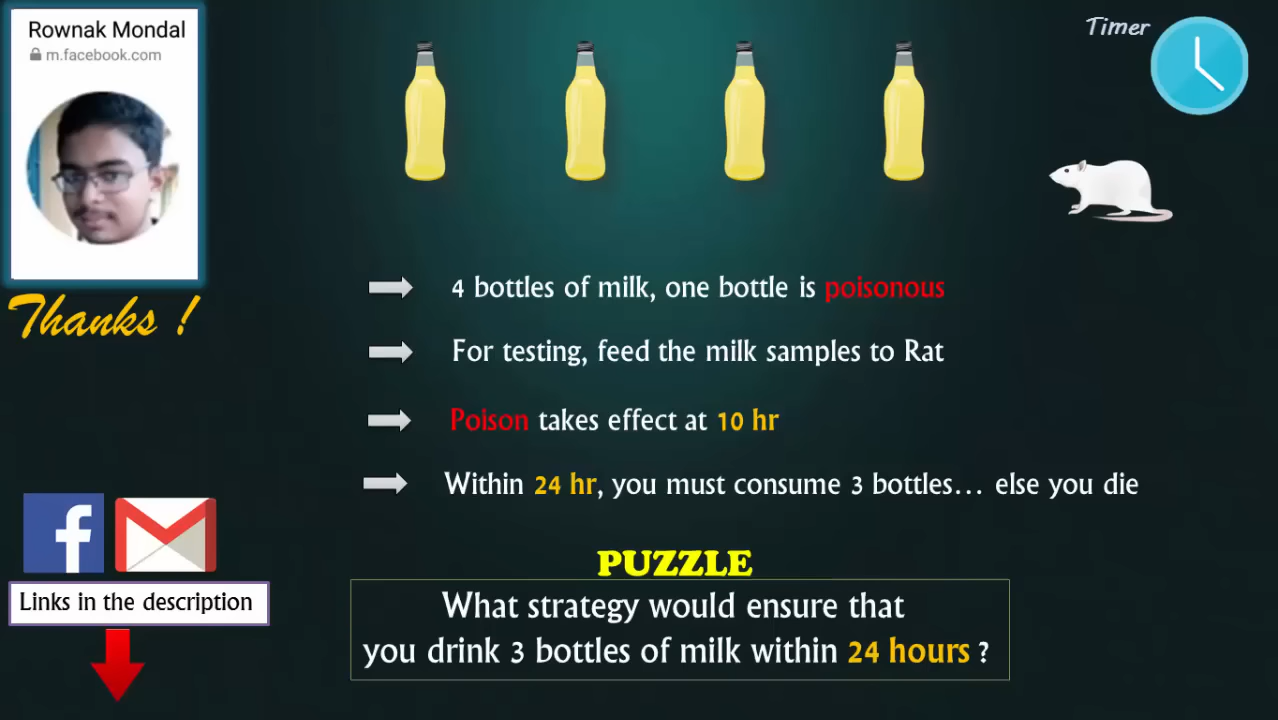 Rownak Mondal
m.facebook.com
Thanks !
Timer
4 bottles of milk, one bottle is poisonous
For testing, feed the milk samples to Rat
Poison takes effect at 10 hr
Within 24 hr, you must consume 3 bottles... else you die
PUZZLE
What strategy would ensure that
you drink 3 bottles of milk within 24 hours ?
f
Links in the description